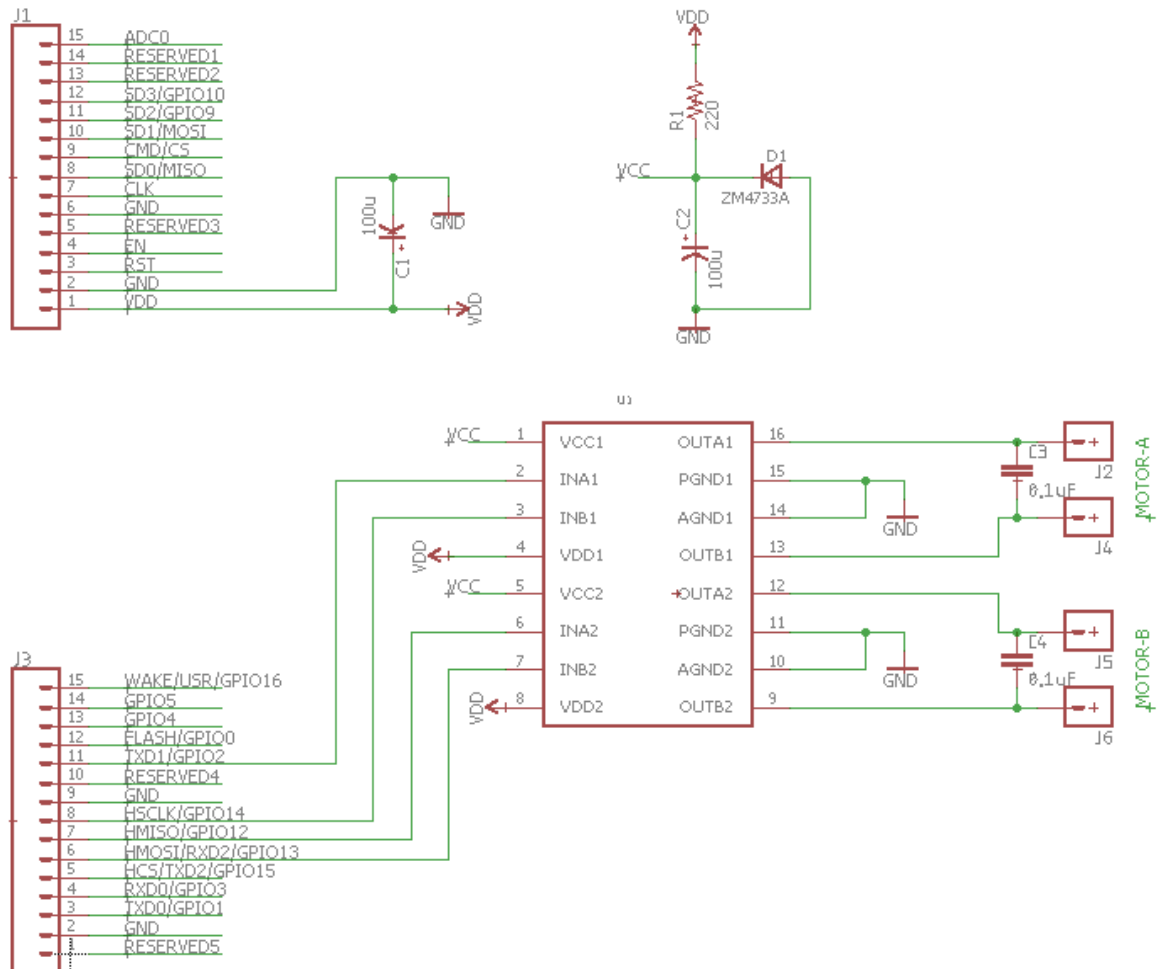 J1
15 ADC0
14 RESERVED1
13 RESERVED2
12 SD3/GPIO10
11 SD2/GPIO9
10 SD1/MOSI
9 CMD/CS
8 SD0/MISO
7 CLK
6 GND
5 RESERVED3
4 EN
3 RST
2 GND
1 VDD
100u
C1
GND
VDD
VDD
R1
220
VCC
D1
ZM4733A
C2
100u
GND
VCC 1 VCC1
2 INA1
3 INB1
VDD 4 VDD1
VCC 5 VCC2
6 INA2
7 INB2
VDD 8 VDD2
OUTA1 16
PGND1 15
AGND1 14
OUTB1 13
OUTA2 12
PGND2 11
AGND2 10
OUTB2 9
GND
GND
C3
0.1uF
J2
J4
MOTOR-A
C4
0.1uF
J5
J6
MOTOR-B
J3
15 WAKE/USR/GPIO16
14 GPIO5
13 GPIO4
12 FLASH/GPIO0
11 TXD1/GPIO2
10 RESERVED4
9 GND
8 HSCLK/GPIO14
7 HMISO/GPIO12
6 HMOSI/RXD2/GPIO13
5 HCS/TXD2/GPIO15
4 RXD0/GPIO3
3 TXD0/GPIO1
2 GND
1 RESERVED5